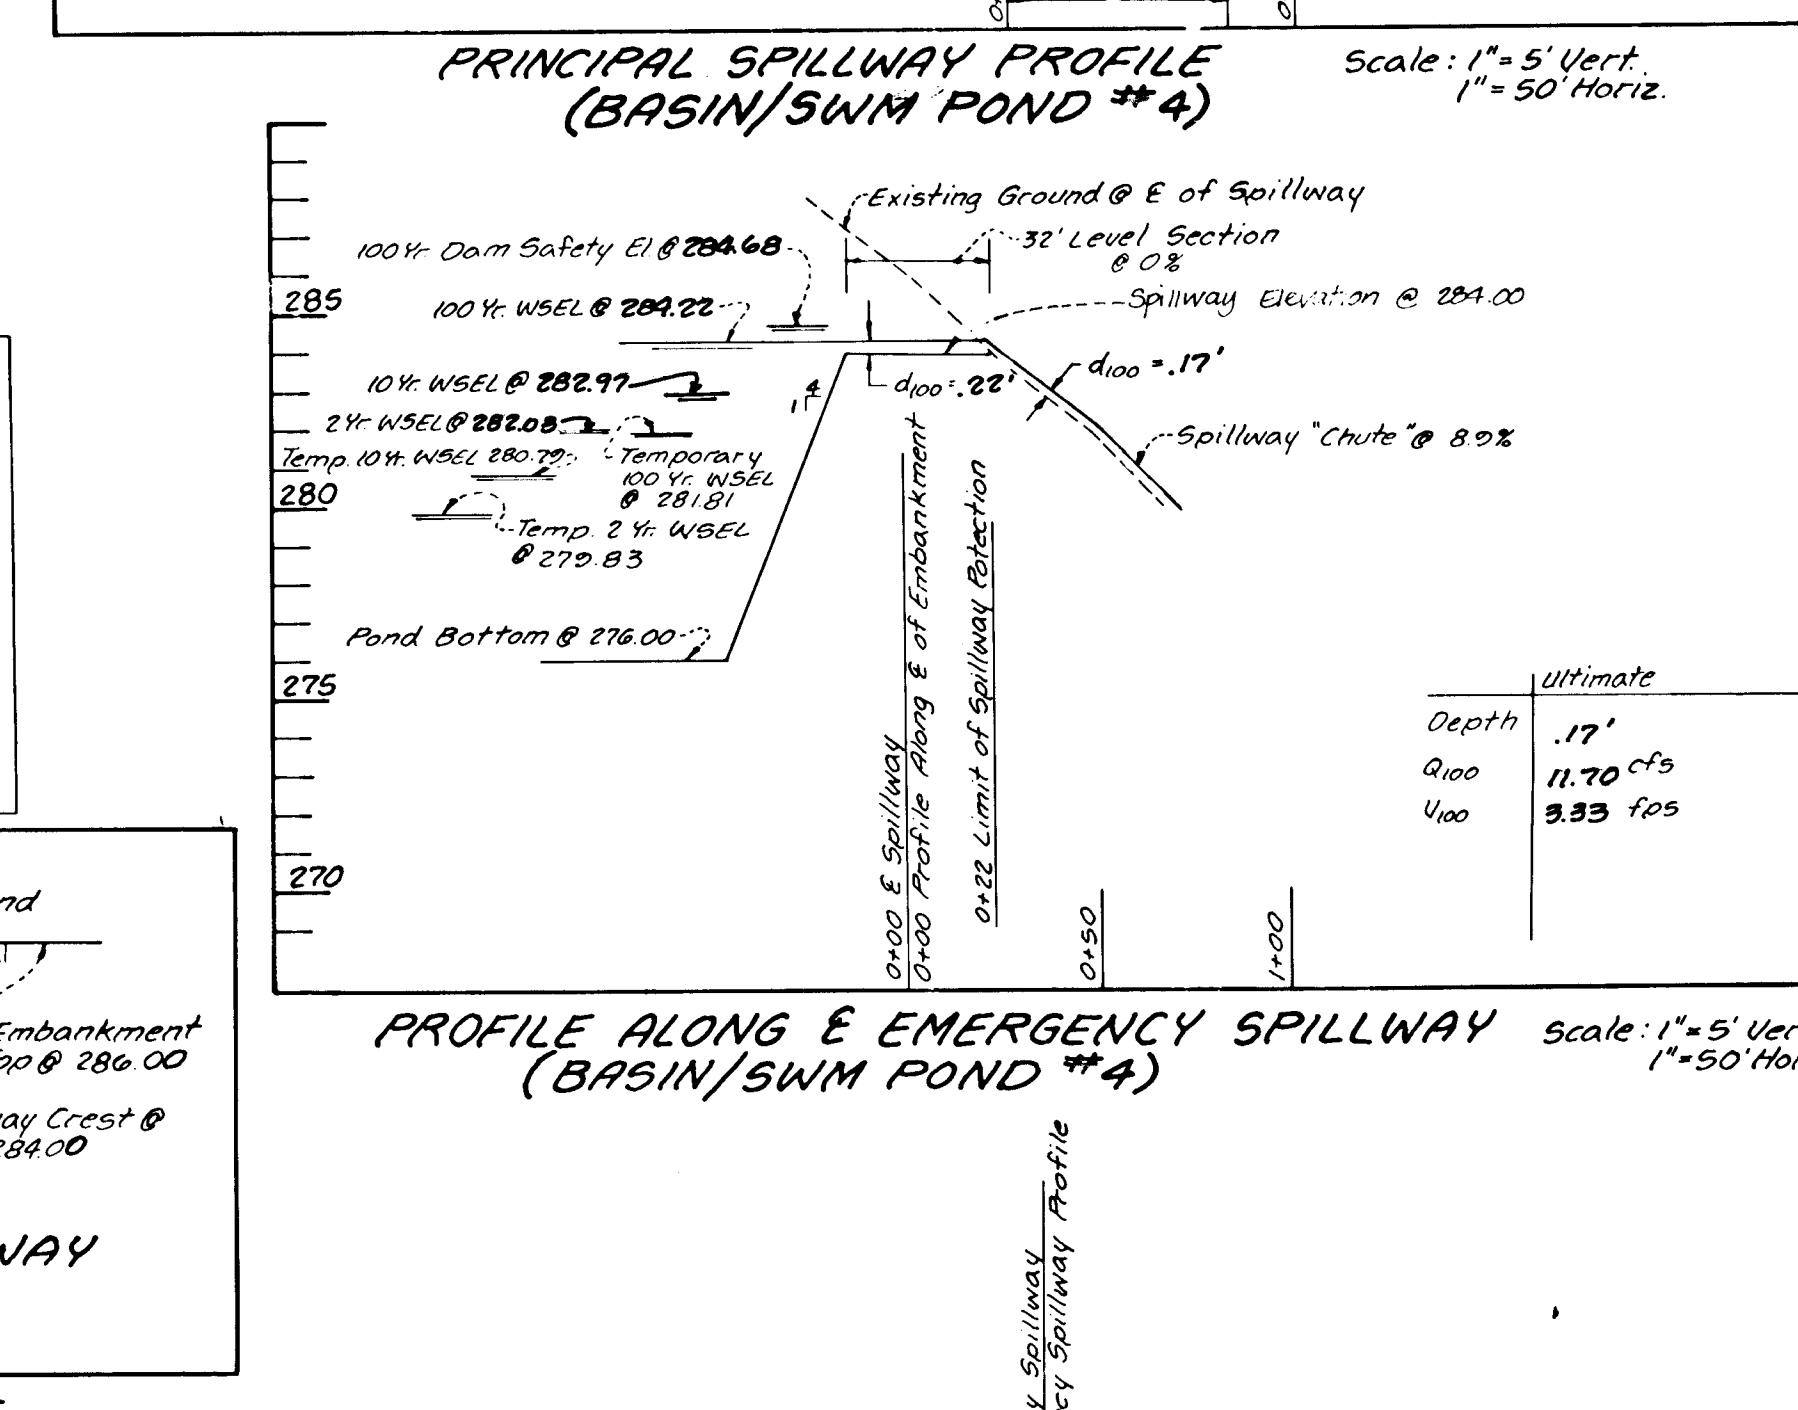 PRINCIPAL SPILLWAY PROFILE
(BASIN/SWM POND #4)
Scale: 1"= 5' Vert.
1"= 50' Horiz.
Existing Ground @ ℄ of Spillway
100 Yr. Dam Safety El. @ 284.68
32' Level Section
@ 0%
285
100 Yr. WSEL @ 284.22
Spillway Elevation @ 284.00
10 Yr. WSEL @ 282.97
4
1
d100 = .22'
d100 = .17'
2 Yr. WSEL @ 282.03
Spillway "Chute" @ 8.9%
Temp. 10 Yr. WSEL 280.79
Temporary
100 Yr. WSEL
@ 281.81
280
Temp. 2 Yr. WSEL
@ 279.83
Pond Bottom @ 276.00
275
270
0+00 ℄ Spillway
0+00 Profile Along ℄ of Embankment
0+22 Limit of Spillway Potection
0+50
1+00
Ultimate
Depth .17'
Q100 11.70 cfs
V100 3.33 fps
PROFILE ALONG ℄ EMERGENCY SPILLWAY
(BASIN/SWM POND #4)
Scale: 1"= 5' Ver
1"=50' Ho
nd
Embankment
op @ 286.00
ay Crest @
284.00
WAY
y Spillway
cy Spillway Profile